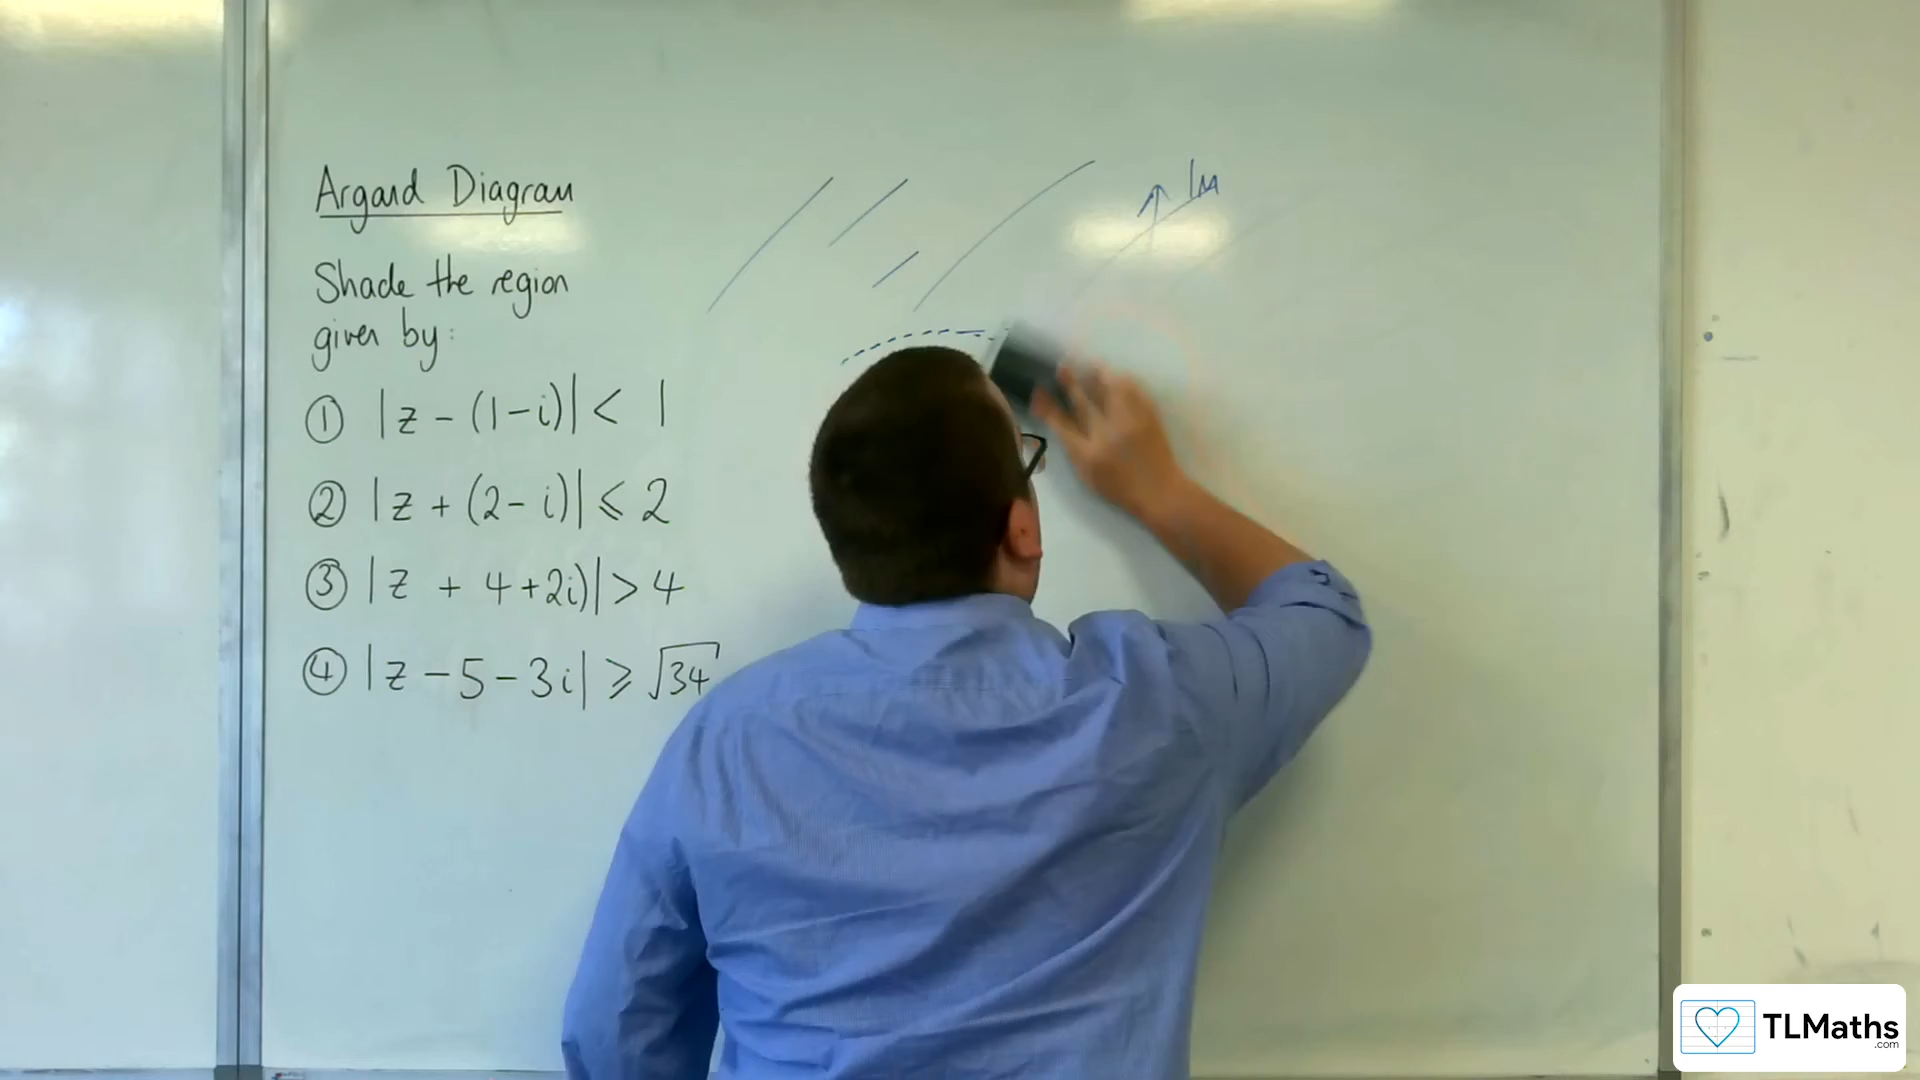 Argand Diagram
Shade the region
given by:
① |z - (1-i)| < 1
② |z + (2-i)| ⩽ 2
③ |z + 4+2i)| > 4
④ |z - 5 - 3i| ⩾ √34
Im
TLMaths
.com